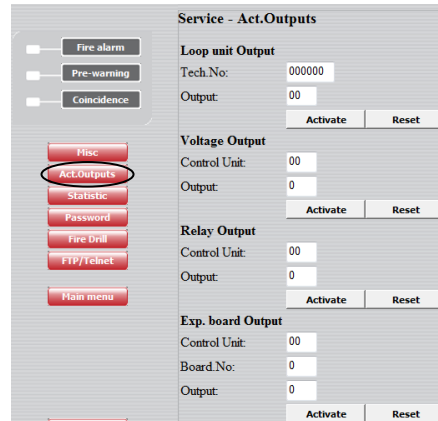 Service - Act.Outputs
Fire alarm
Pre-warning
Coincidence
Misc
Act.Outputs
Statistic
Password
Fire Drill
FTP/Telnet
Main menu
Loop unit Output
Tech.No: 000000
Output: 00
Activate Reset
Voltage Output
Control Unit: 00
Output: 0
Activate Reset
Relay Output
Control Unit: 00
Output: 0
Activate Reset
Exp. board Output
Control Unit: 00
Board.No: 0
Output: 0
Activate Reset